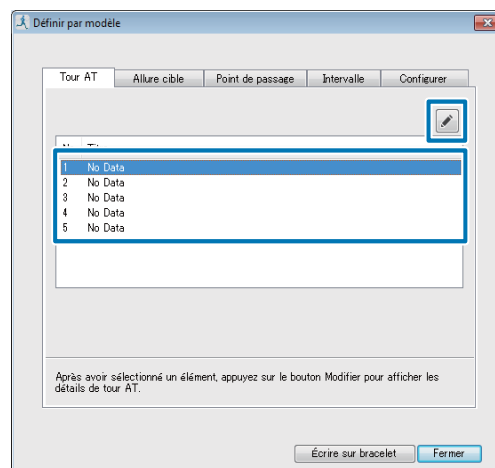 Définir par modèle
Tour AT Allure cible Point de passage Intervalle Configurer
1 No Data
2 No Data
3 No Data
4 No Data
5 No Data
Après avoir sélectionné un élément, appuyez sur le bouton Modifier pour afficher les
détails de tour AT.
Écrire sur bracelet Fermer